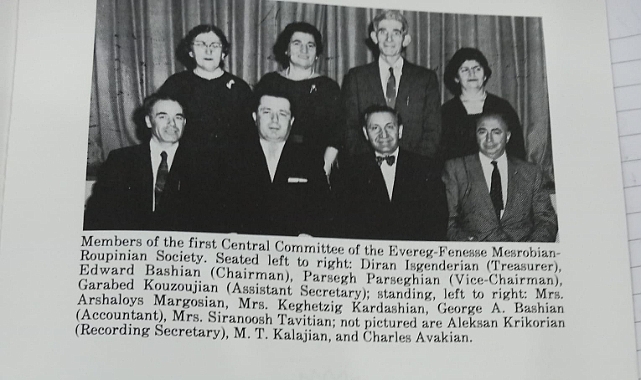 Members of the first Central Committee of the Evereg-Fenesse Mesrobian-
Roupinian Society. Seated left to right: Diran Isgenderian (Treasurer),
Edward Bashian (Chairman), Parsegh Parseghian (Vice-Chairman),
Garabed Kouzoujian (Assistant Secretary); standing, left to right: Mrs.
Arshaloys Margosian, Mrs. Keghetzig Kardashian, George A. Bashian
(Accountant), Mrs. Siranoosh Tavitian; not pictured are Aleksan Krikorian
(Recording Secretary), M. T. Kalajian, and Charles Avakian.